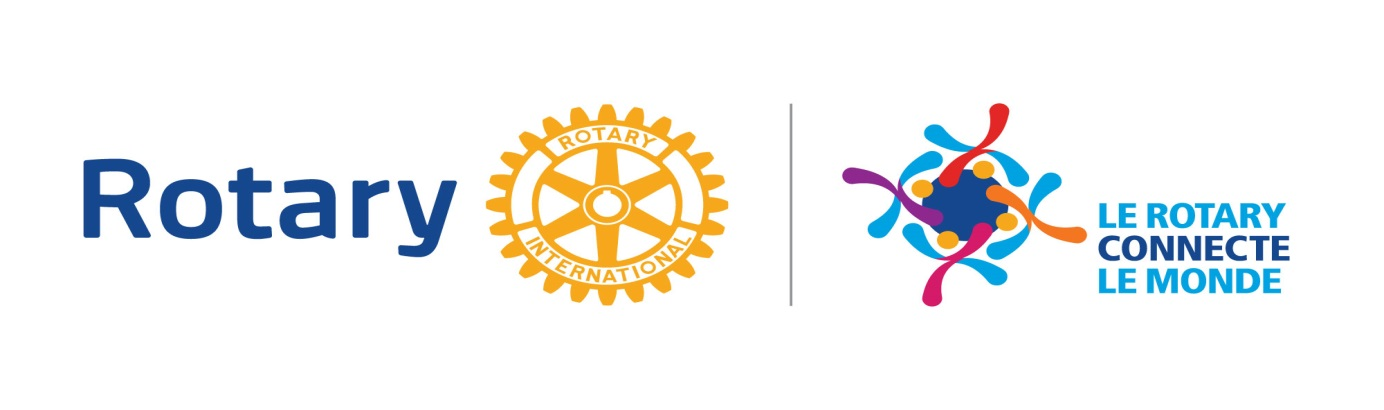 Rotary
ROTARY
INTERNATIONAL
LE ROTARY
CONNECTE
LE MONDE